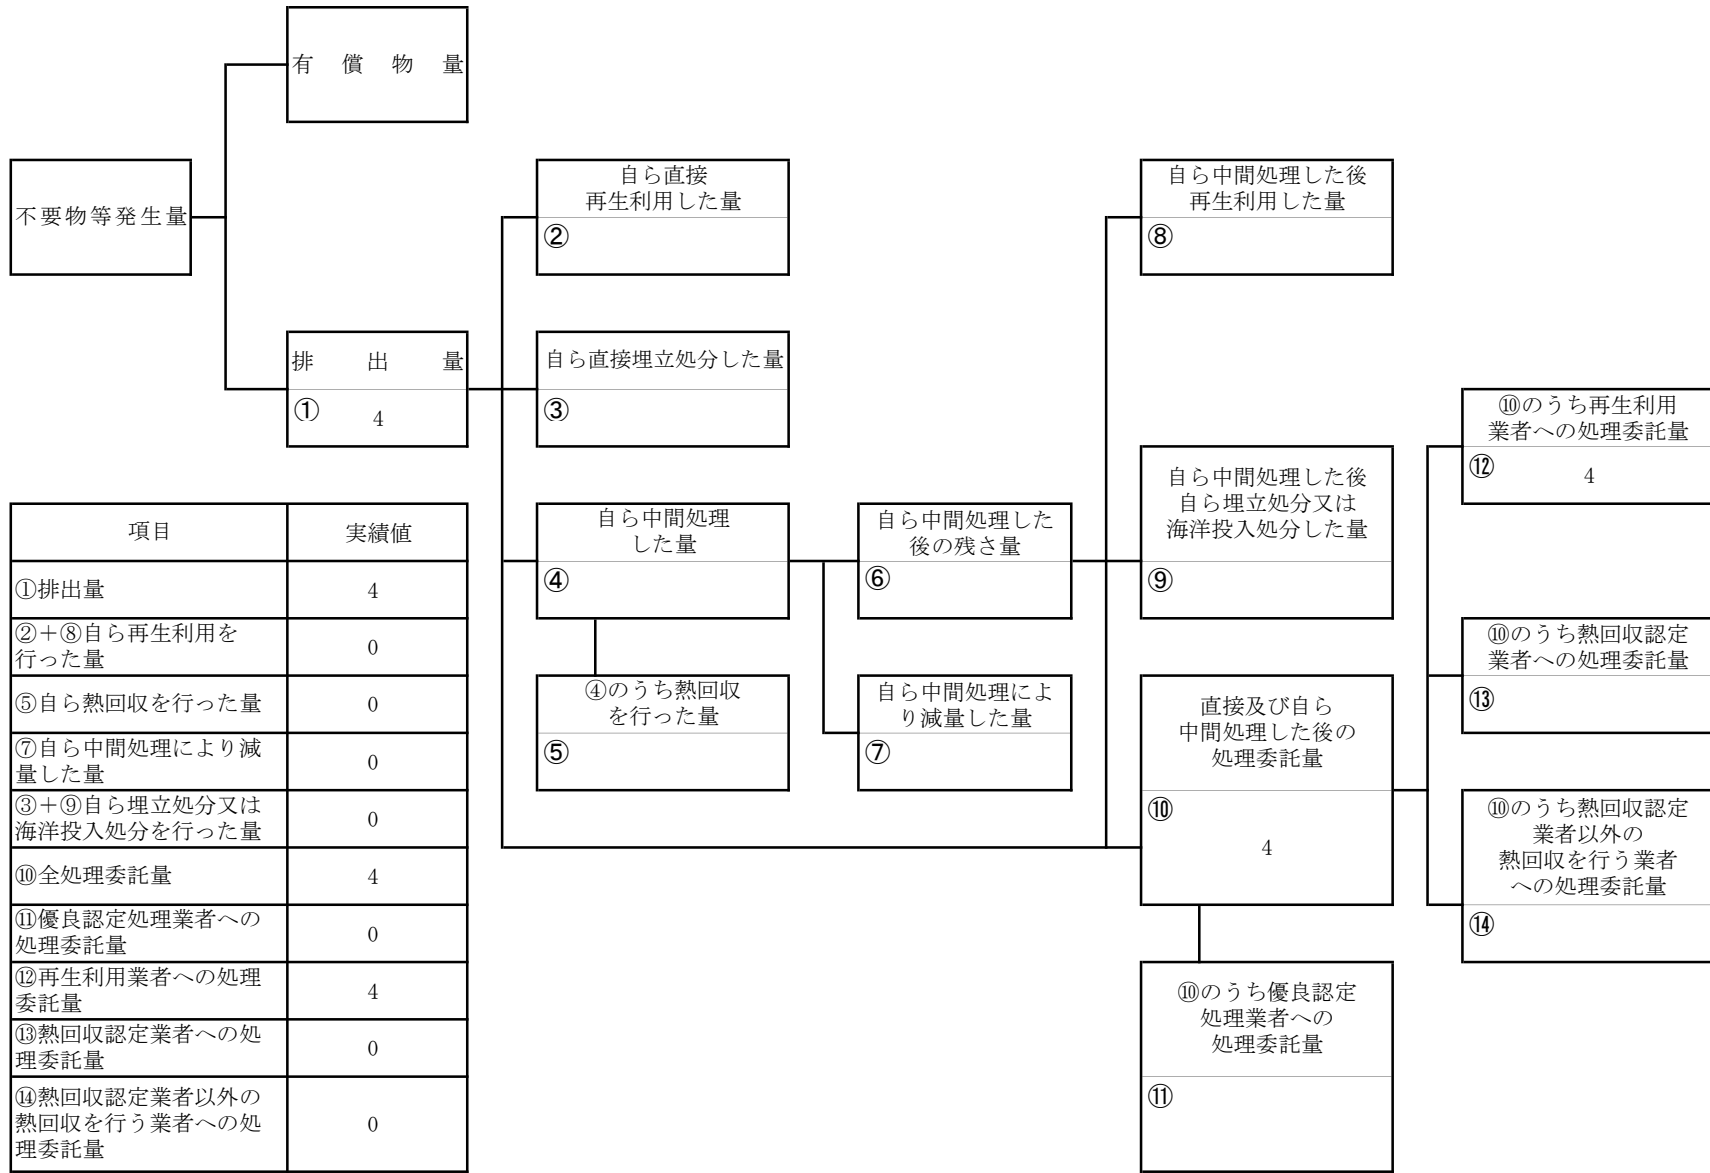 有償物量
不要物等発生量
排出量
① 4
自ら直接
再生利用した量
②
自ら直接埋立処分した量
③
自ら中間処理
した量
④
④のうち熱回収
を行った量
⑤
自ら中間処理した
後の残さ量
⑥
自ら中間処理によ
り減量した量
⑦
自ら中間処理した後
再生利用した量
⑧
自ら中間処理した後
自ら埋立処分又は
海洋投入処分した量
⑨
直接及び自ら
中間処理した後の
処理委託量
⑩
4
⑩のうち優良認定
処理業者への
処理委託量
⑪
⑩のうち再生利用
業者への処理委託量
⑫ 4
⑩のうち熱回収認定
業者への処理委託量
⑬
⑩のうち熱回収認定
業者以外の
熱回収を行う業者
への処理委託量
⑭
項目 実績値
①排出量 4
②+⑧自ら再生利用を
行った量 0
⑤自ら熱回収を行った量 0
⑦自ら中間処理により減
量した量 0
③+⑨自ら埋立処分又は
海洋投入処分を行った量 0
⑩全処理委託量 4
⑪優良認定処理業者への
処理委託量 0
⑫再生利用業者への処理
委託量 4
⑬熱回収認定業者への処
理委託量 0
⑭熱回収認定業者以外の
熱回収を行う業者への処
理委託量 0